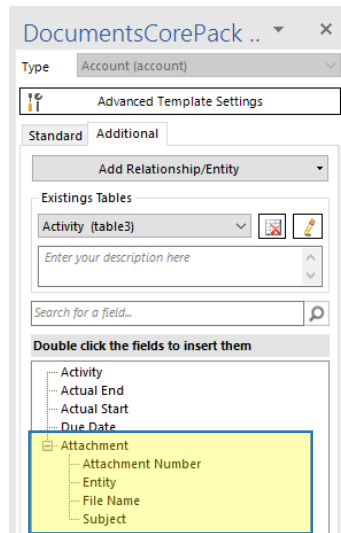 DocumentsCorePack ..
Type Account (account)
Advanced Template Settings
Standard Additional
Add Relationship/Entity
Existings Tables
Activity (table3)
Enter your description here
Search for a field...
Double click the fields to insert them
Activity
Actual End
Actual Start
Due Date
Attachment
Attachment Number
Entity
File Name
Subject